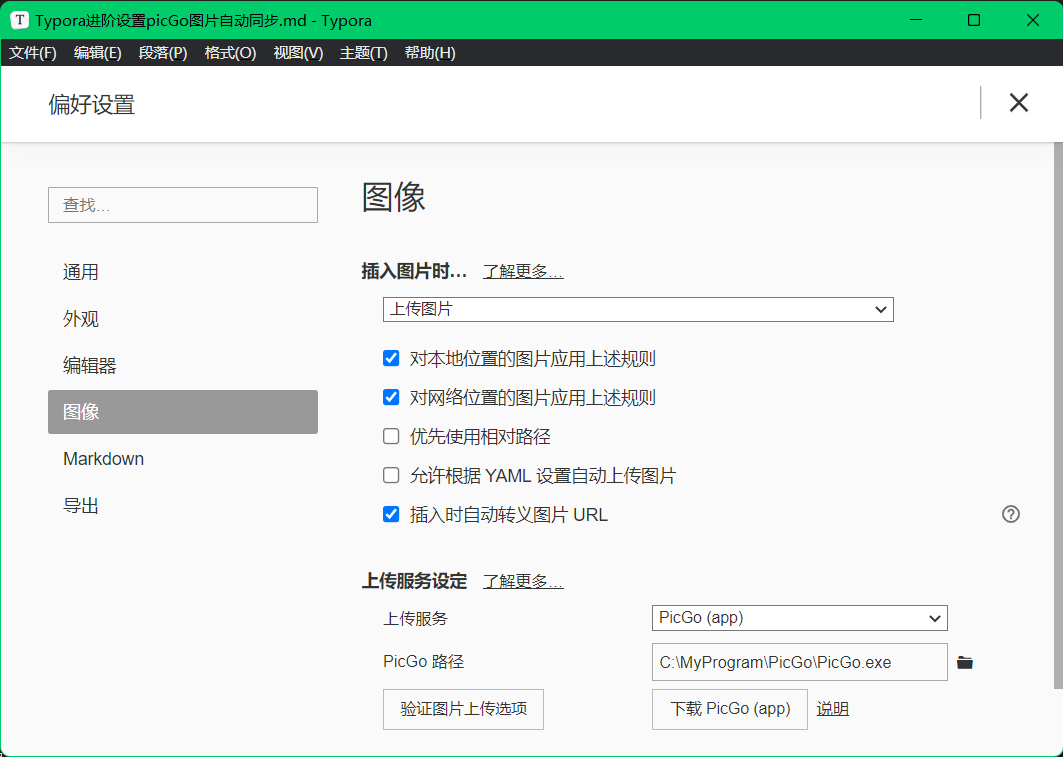 T Typora进阶设置picGo图片自动同步.md - Typora
文件(F) 编辑(E) 段落(P) 格式(O) 视图(V) 主题(T) 帮助(H)
偏好设置
查找...
通用
外观
编辑器
图像
Markdown
导出
图像
插入图片时... 了解更多...
上传图片
对本地位置的图片应用上述规则
对网络位置的图片应用上述规则
优先使用相对路径
允许根据 YAML 设置自动上传图片
插入时自动转义图片 URL
?
上传服务设定 了解更多...
上传服务 PicGo (app)
PicGo 路径 C:\MyProgram\PicGo\PicGo.exe
验证图片上传选项 下载 PicGo (app) 说明